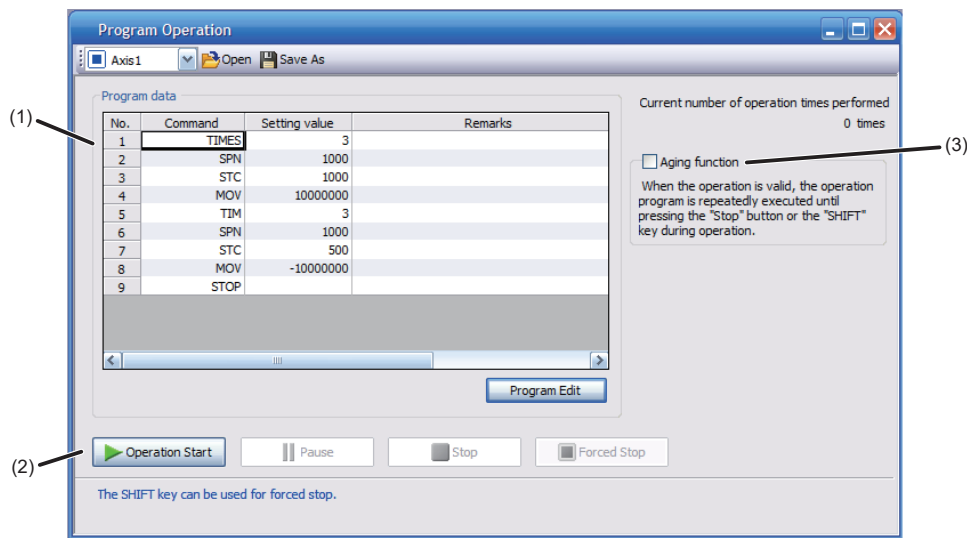 Program Operation
Axis1 Open Save As
Program data
(1)
No. Command Setting value Remarks
1 TIMES 3
2 SPN 1000
3 STC 1000
4 MOV 10000000
5 TIM 3
6 SPN 1000
7 STC 500
8 MOV -10000000
9 STOP
Program Edit
Current number of operation times performed
0 times
(3)
Aging function
When the operation is valid, the operation
program is repeatedly executed until
pressing the "Stop" button or the "SHIFT"
key during operation.
(2)
Operation Start Pause Stop Forced Stop
The SHIFT key can be used for forced stop.